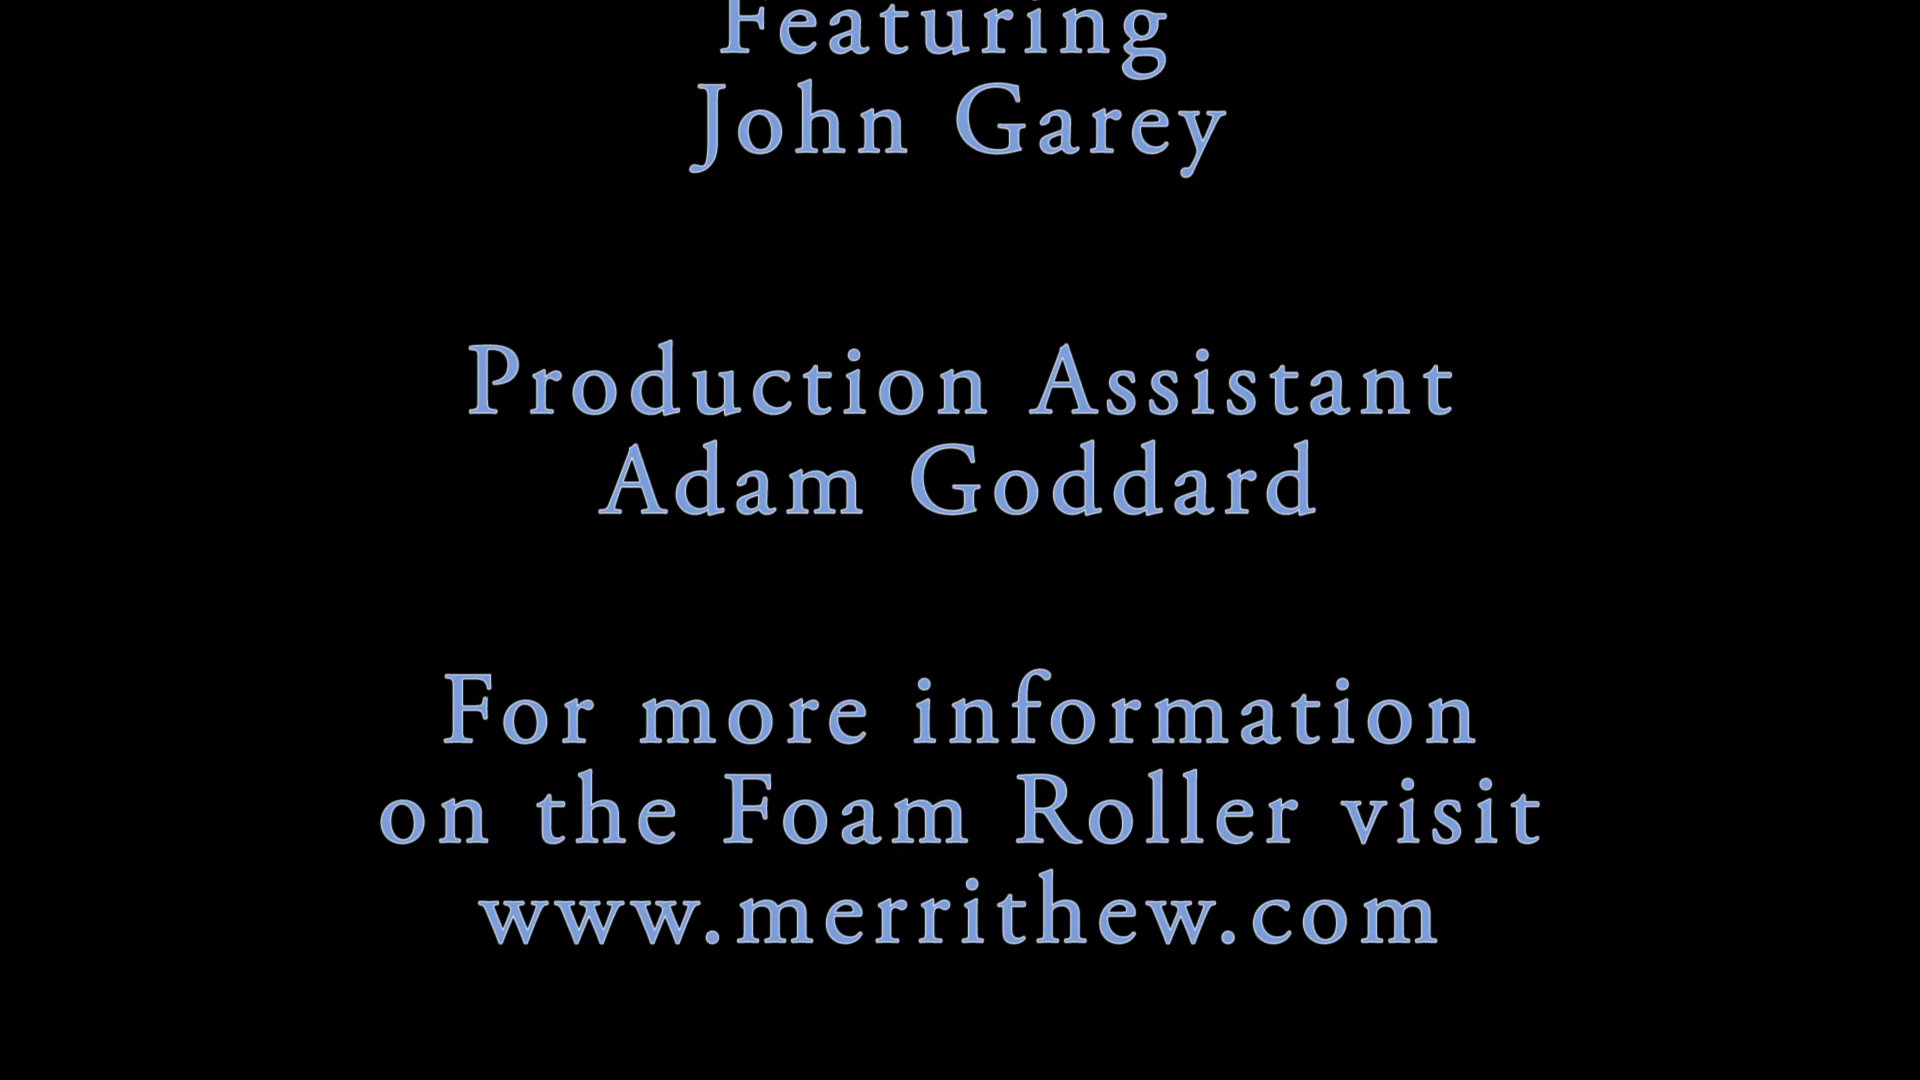 Featuring
John Garey
Production Assistant
Adam Goddard
For more information
on the Foam Roller visit
www.merrithew.com